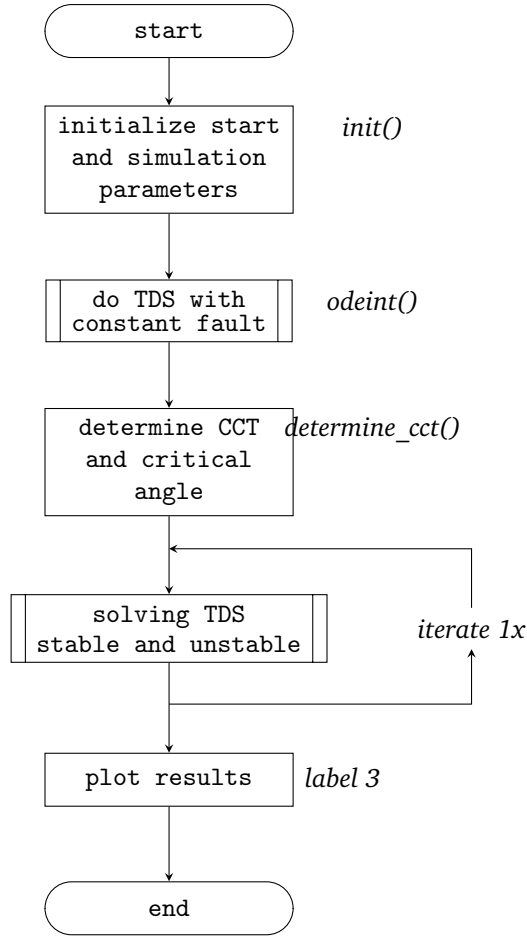 start
initialize start
and simulation
parameters
init()
do TDS with
constant fault
odeint()
determine CCT
and critical
angle
determine_cct()
solving TDS
stable and unstable
iterate 1x
plot results
label 3
end